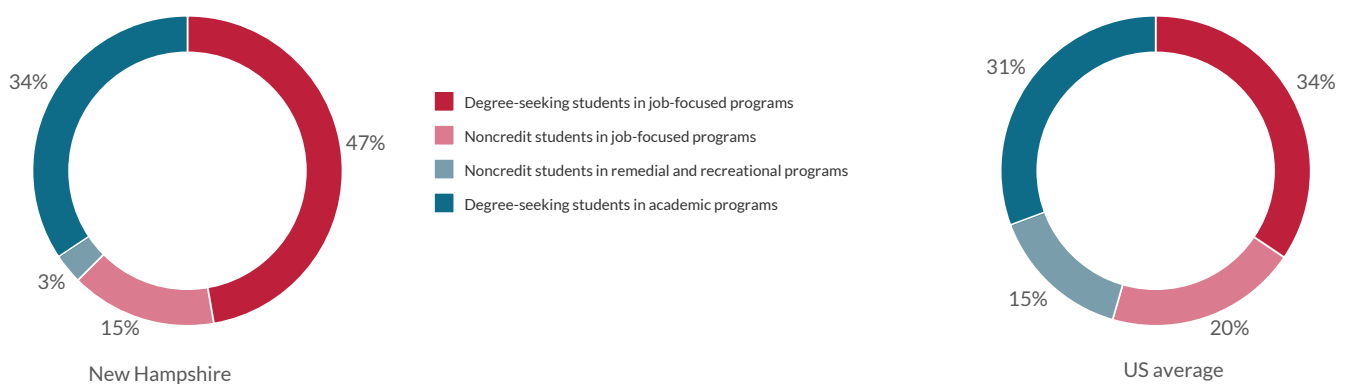 34%
47%
3%
15%
New Hampshire
Degree-seeking students in job-focused programs
Noncredit students in job-focused programs
Noncredit students in remedial and recreational programs
Degree-seeking students in academic programs
31%
34%
15%
20%
US average